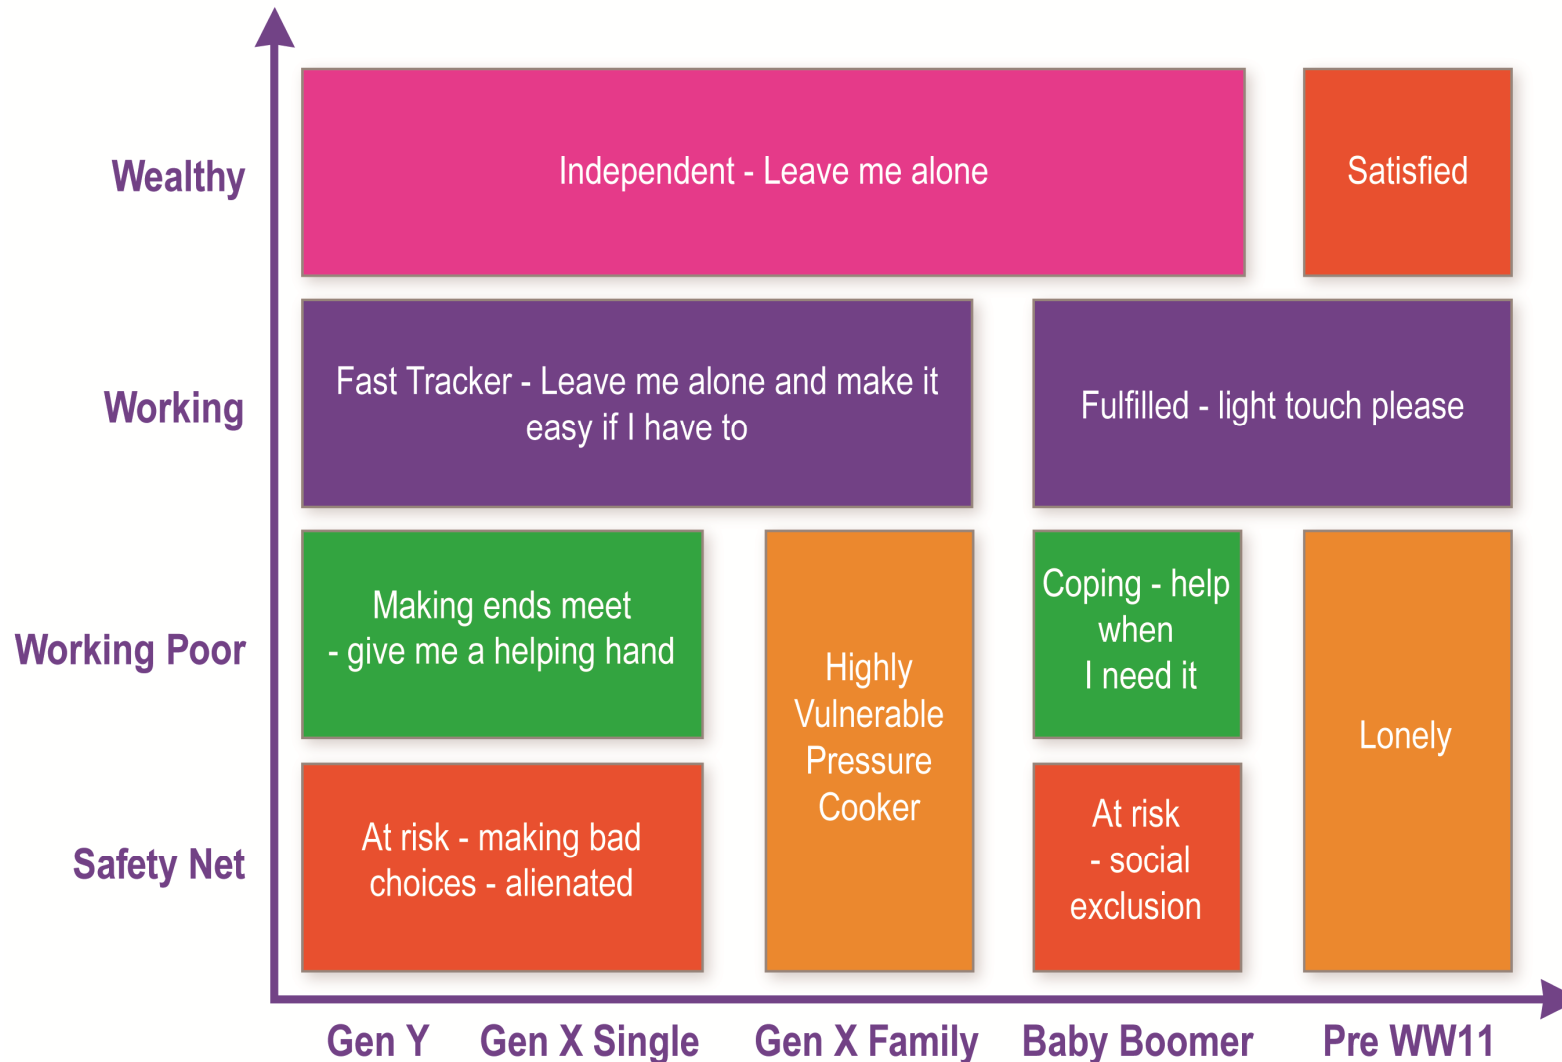 Wealthy
Independent - Leave me alone
Satisfied
Working
Fast Tracker - Leave me alone and make it
easy if I have to
Fulfilled - light touch please
Working Poor
Making ends meet
- give me a helping hand
Highly
Vulnerable
Pressure
Cooker
Coping - help
when
I need it
Lonely
Safety Net
At risk - making bad
choices - alienated
At risk
- social
exclusion
Gen Y
Gen X Single
Gen X Family
Baby Boomer
Pre WW11